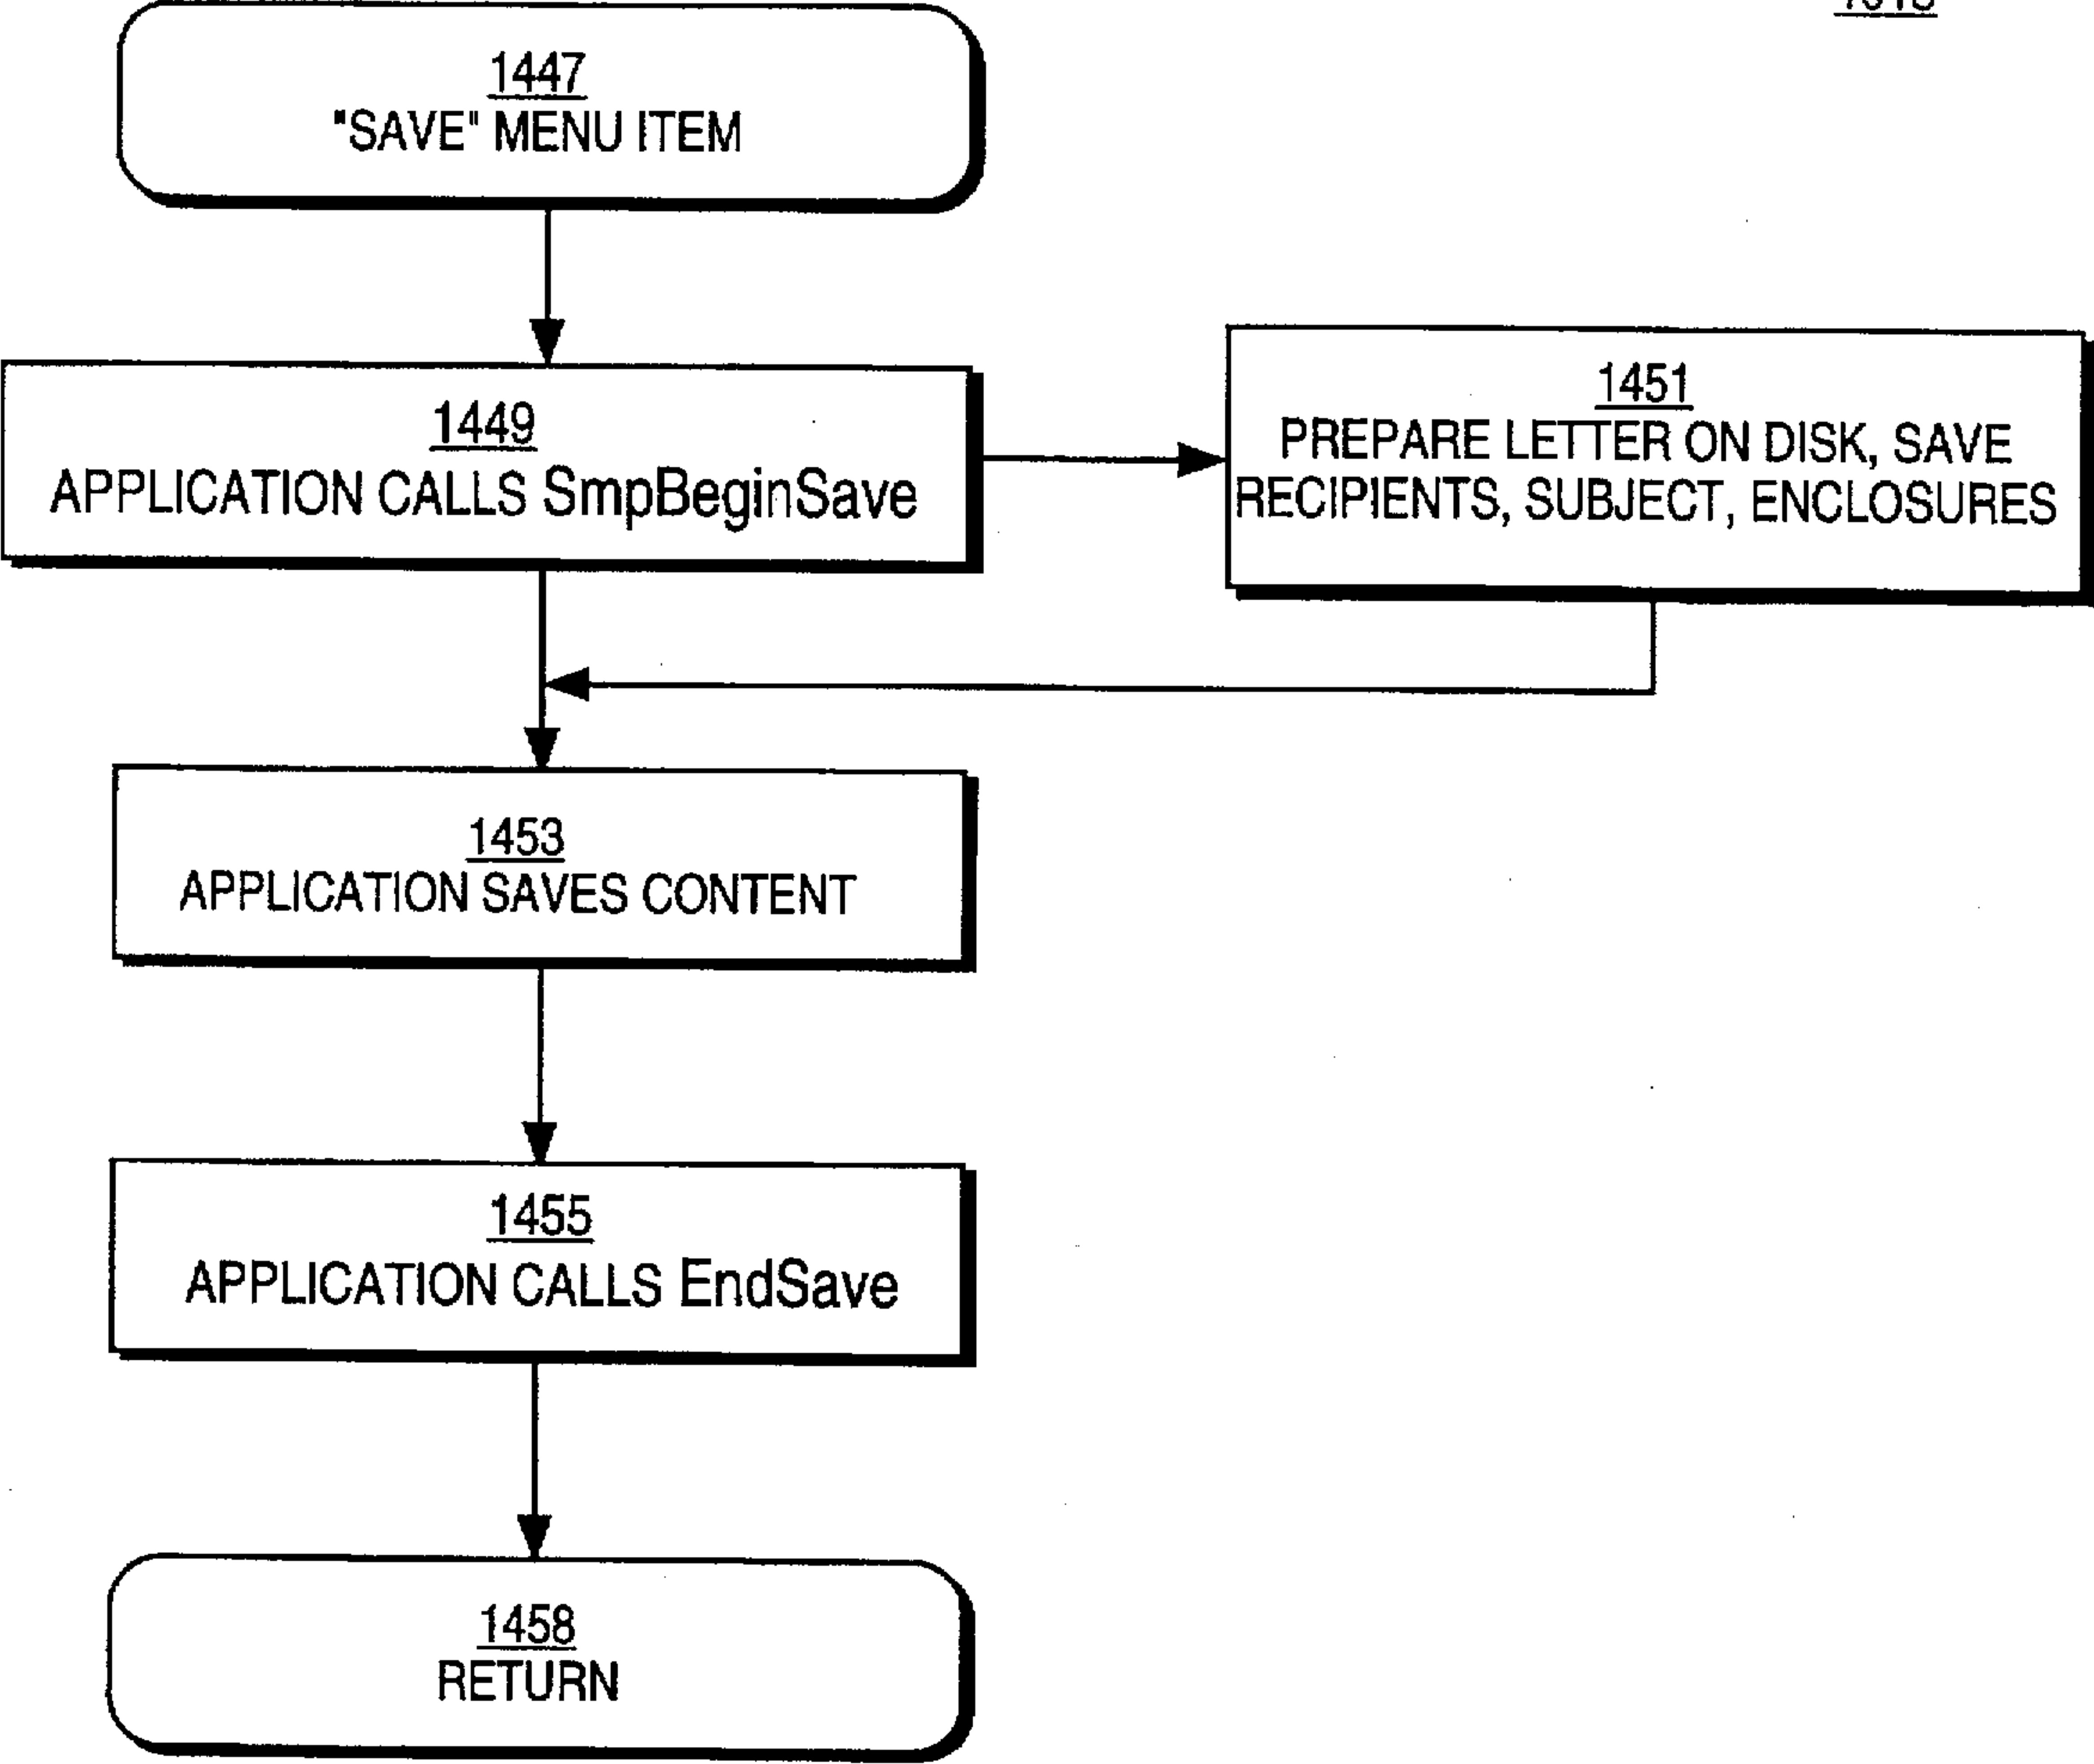 1447
"SAVE" MENU ITEM
1449
APPLICATION CALLS SmpBeginSave
1451
PREPARE LETTER ON DISK, SAVE
RECIPIENTS, SUBJECT, ENCLOSURES
1453
APPLICATION SAVES CONTENT
1455
APPLICATION CALLS EndSave
1458
RETURN